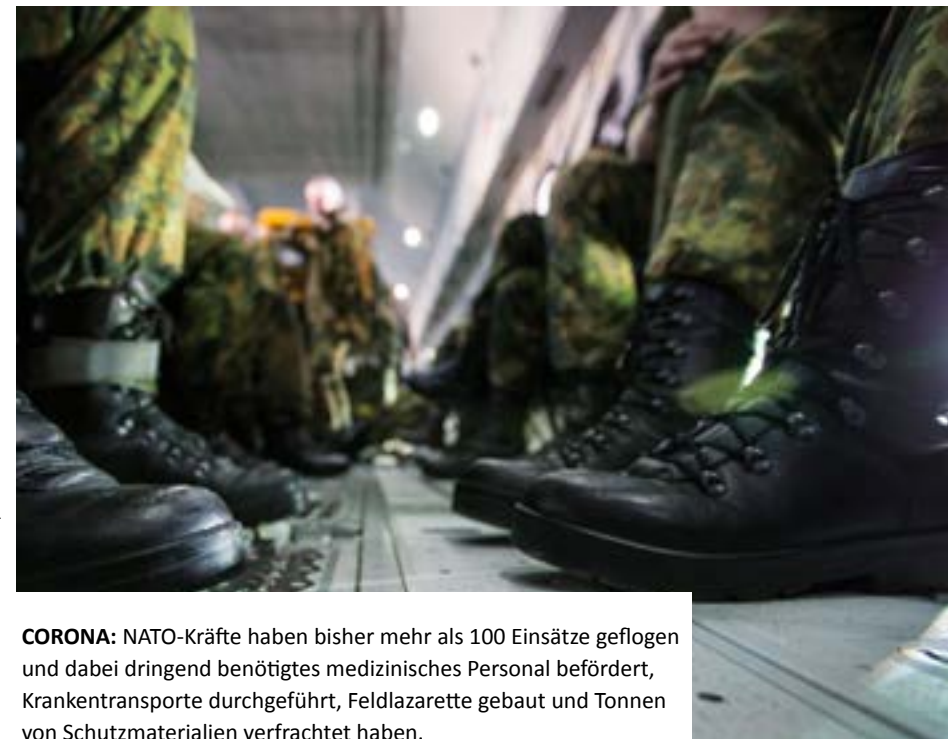 CORONA: NATO-Kräfte haben bisher mehr als 100 Einsätze geflogen
und dabei dringend benötigtes medizinisches Personal befördert,
Krankentransporte durchgeführt, Feldlazarette gebaut und Tonnen
von Schutzmaterialien verfrachtet haben.